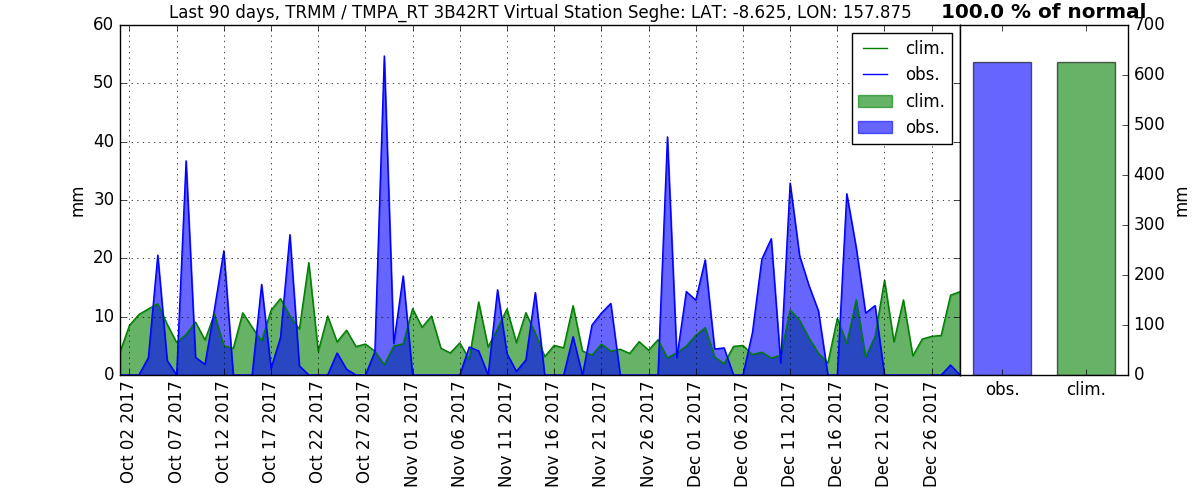 Last 90 days, TRMM / TMPA_RT 3B42RT Virtual Station Seghe: LAT: -8.625, LON: 157.875
100.0 % of normal
60
50
40
30
20
10
0
mm
clim.
obs.
clim.
obs.
700
600
500
400
300
200
100
0
mm
obs.
clim.
Oct 02 2017
Oct 07 2017
Oct 12 2017
Oct 17 2017
Oct 22 2017
Oct 27 2017
Nov 01 2017
Nov 06 2017
Nov 11 2017
Nov 16 2017
Nov 21 2017
Nov 26 2017
Dec 01 2017
Dec 06 2017
Dec 11 2017
Dec 16 2017
Dec 21 2017
Dec 26 2017